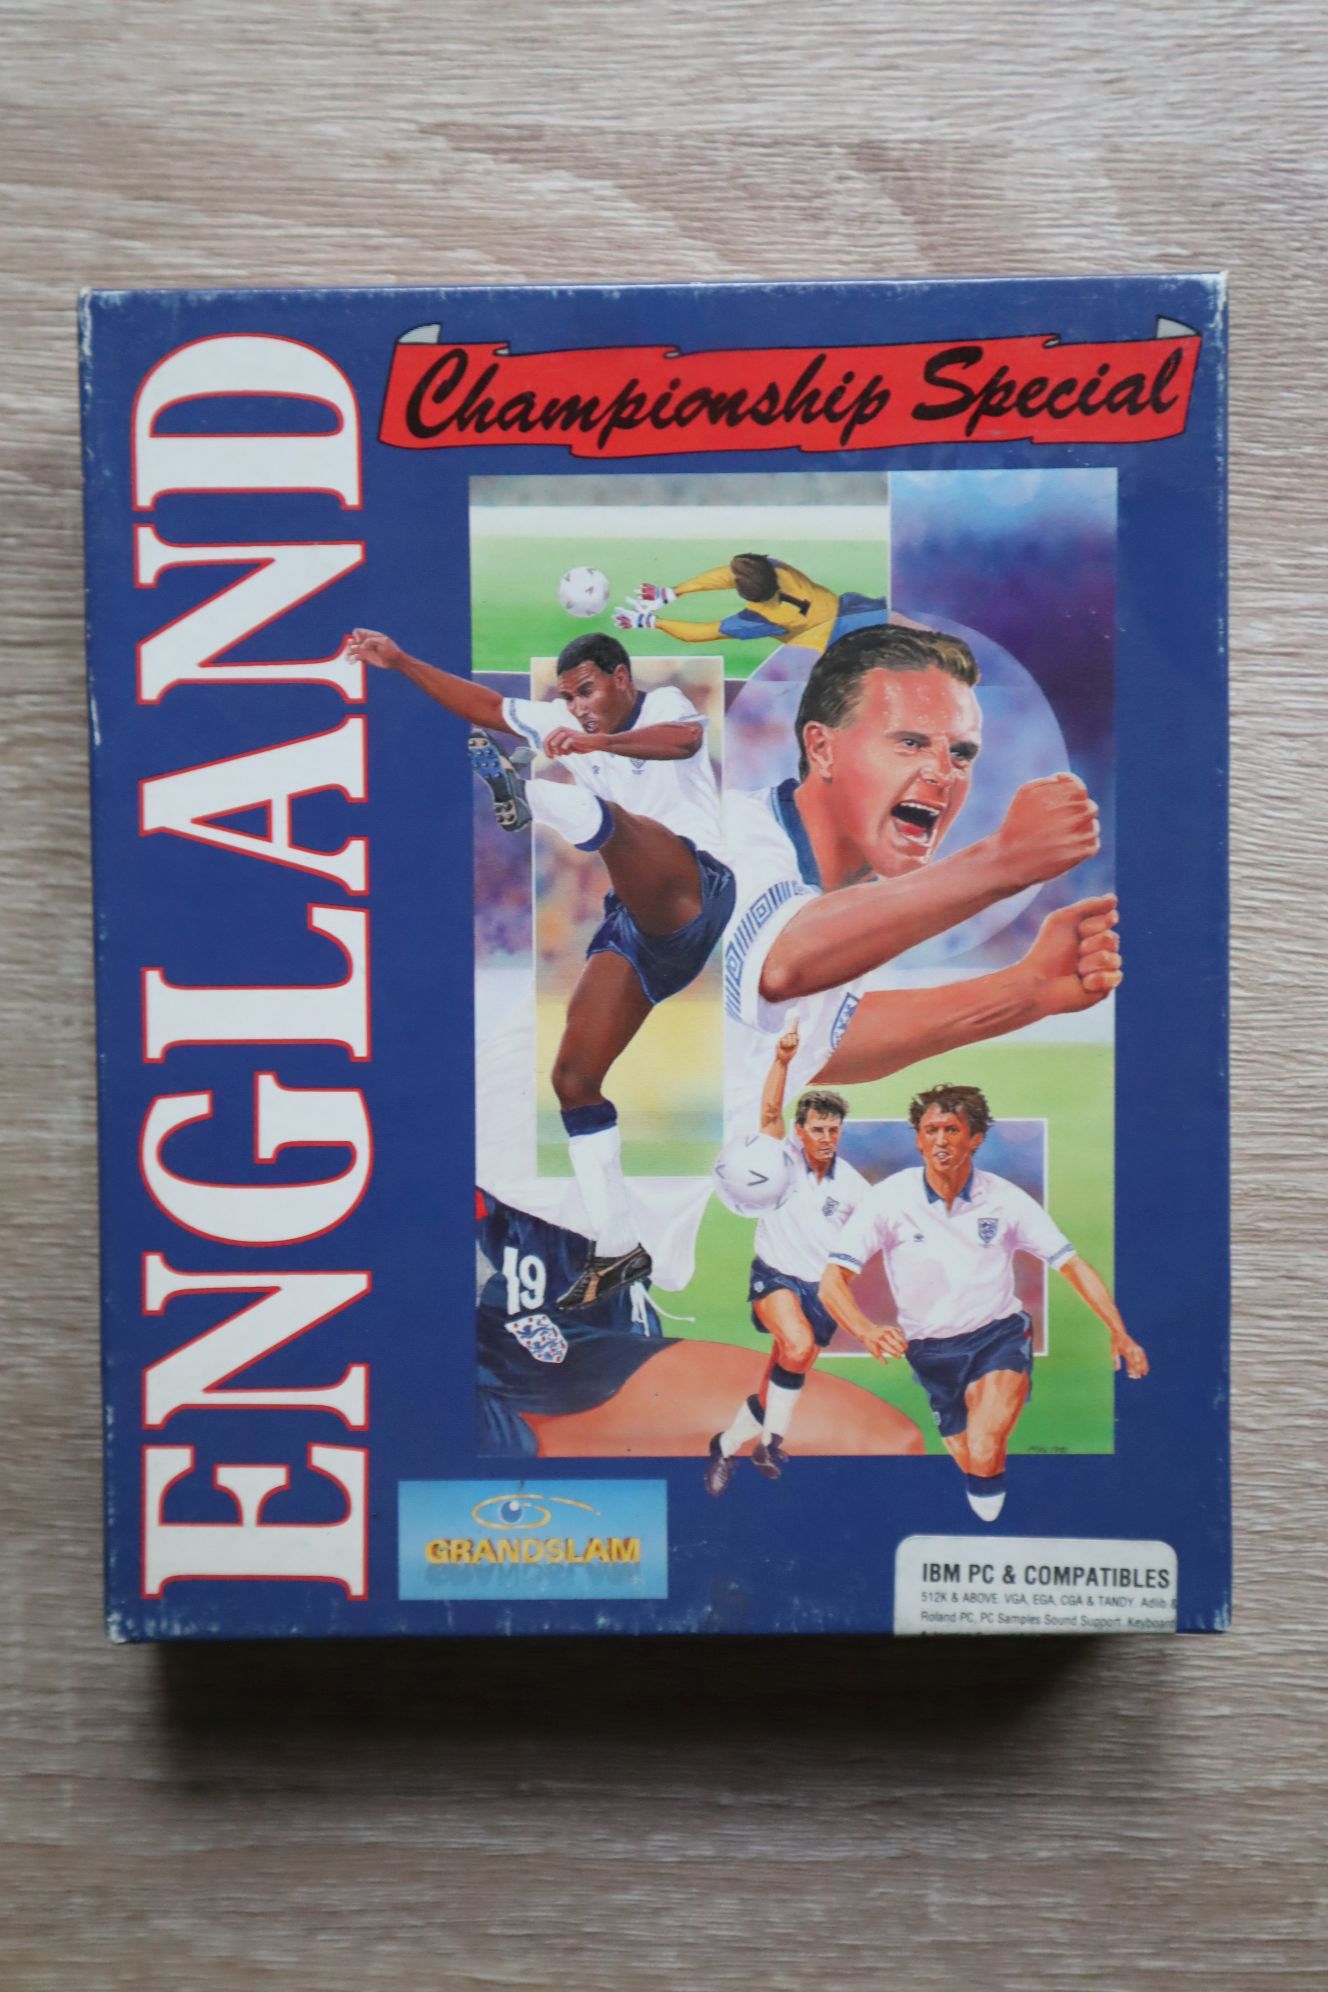 ENGLAND
Championship Special
1
19
GRANDSLAM
IBM PC & COMPATIBLES
512K & ABOVE. VGA, EGA, CGA & TANDY. Adlib &
Roland PC, PC Samples Sound Support. Keyboard